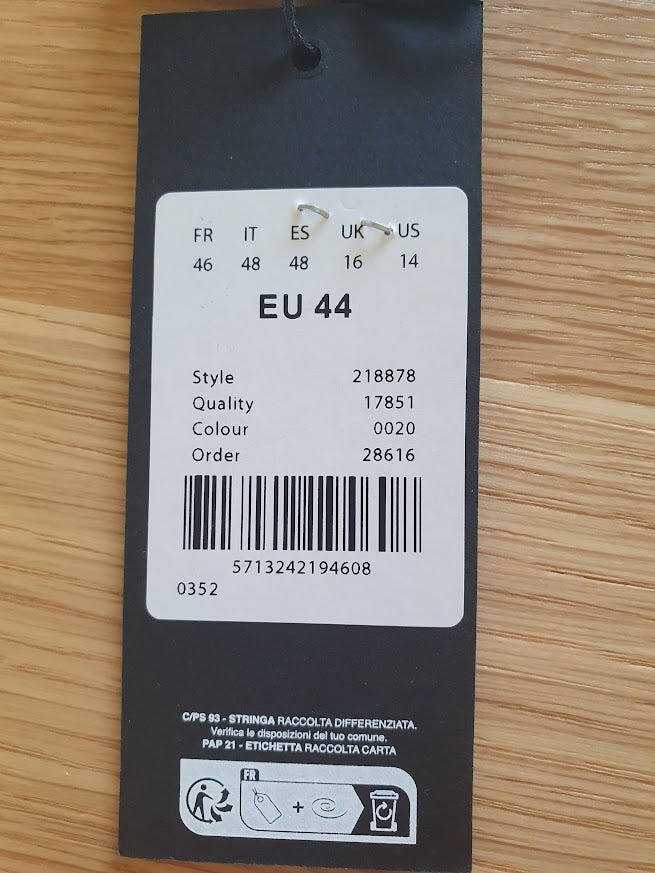 FR IT ES UK US
46 48 48 16 14
EU 44
Style 218878
Quality 17851
Colour 0020
Order 28616
5713242194608
0352
C/PS 93 - STRINGA RACCOLTA DIFFERENZIATA.
Verifica le disposizioni del tuo comune.
PAP 21 - ETICHETTA RACCOLTA CARTA
FR
+